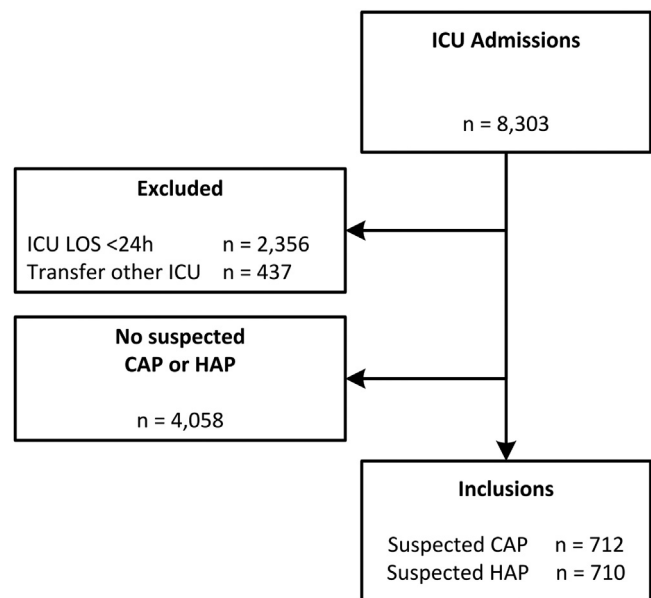 ICU Admissions
n = 8,303
Excluded
ICU LOS <24h n = 2,356
Transfer other ICU n = 437
No suspected
CAP or HAP
n = 4,058
Inclusions
Suspected CAP n = 712
Suspected HAP n = 710